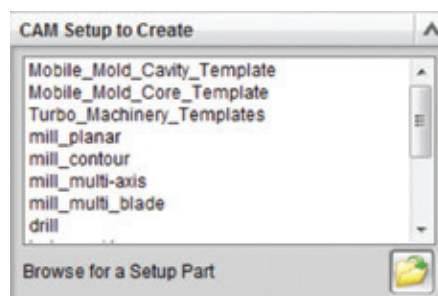 CAM Setup to Create
Mobile_Mold_Cavity_Template
Mobile_Mold_Core_Template
Turbo_Machinery_Templates
mill_planar
mill_contour
mill_multi-axis
mill_multi_blade
drill
Browse for a Setup Part